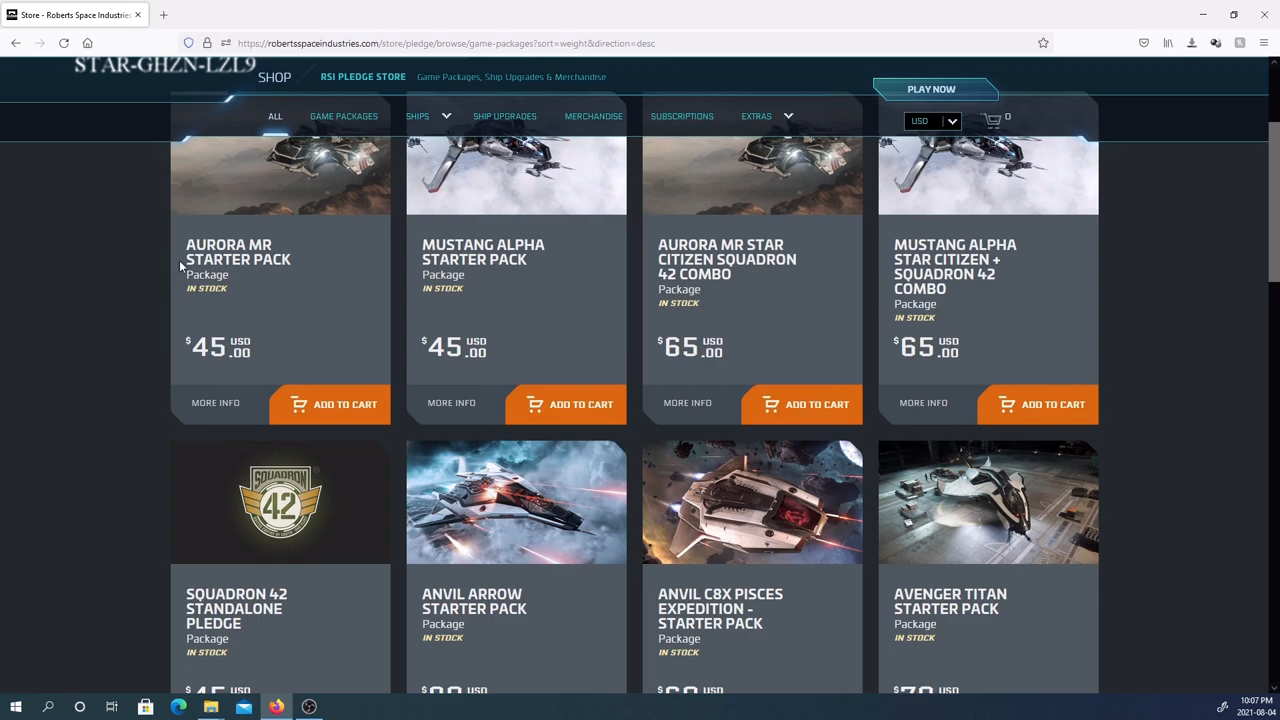 Store - Roberts Space Industries
https://robertsspaceindustries.com/store/pledge/browse/game-packages?sort=weight&direction=desc
STAR-GHZN-LZL9
SHOP
RSI PLEDGE STORE
Game Packages, Ship Upgrades & Merchandise
PLAY NOW
ALL
GAME PACKAGES
SHIPS
SHIP UPGRADES
MERCHANDISE
SUBSCRIPTIONS
EXTRAS
USD
0
AURORA MR
STARTER PACK
Package
IN STOCK
$45 USD .00
MORE INFO
ADD TO CART
MUSTANG ALPHA
STARTER PACK
Package
IN STOCK
$45 USD .00
MORE INFO
ADD TO CART
AURORA MR STAR
CITIZEN SQUADRON
42 COMBO
Package
IN STOCK
$65 USD .00
MORE INFO
ADD TO CART
MUSTANG ALPHA
STAR CITIZEN +
SQUADRON 42
COMBO
Package
IN STOCK
$65 USD .00
MORE INFO
ADD TO CART
SQUADRON
42
SQUADRON 42
STANDALONE
PLEDGE
Package
IN STOCK
USD
ANVIL ARROW
STARTER PACK
Package
IN STOCK
USD
ANVIL C8X PISCES
EXPEDITION -
STARTER PACK
Package
IN STOCK
USD
AVENGER TITAN
STARTER PACK
Package
IN STOCK
USD
10:07 PM
2021-08-04